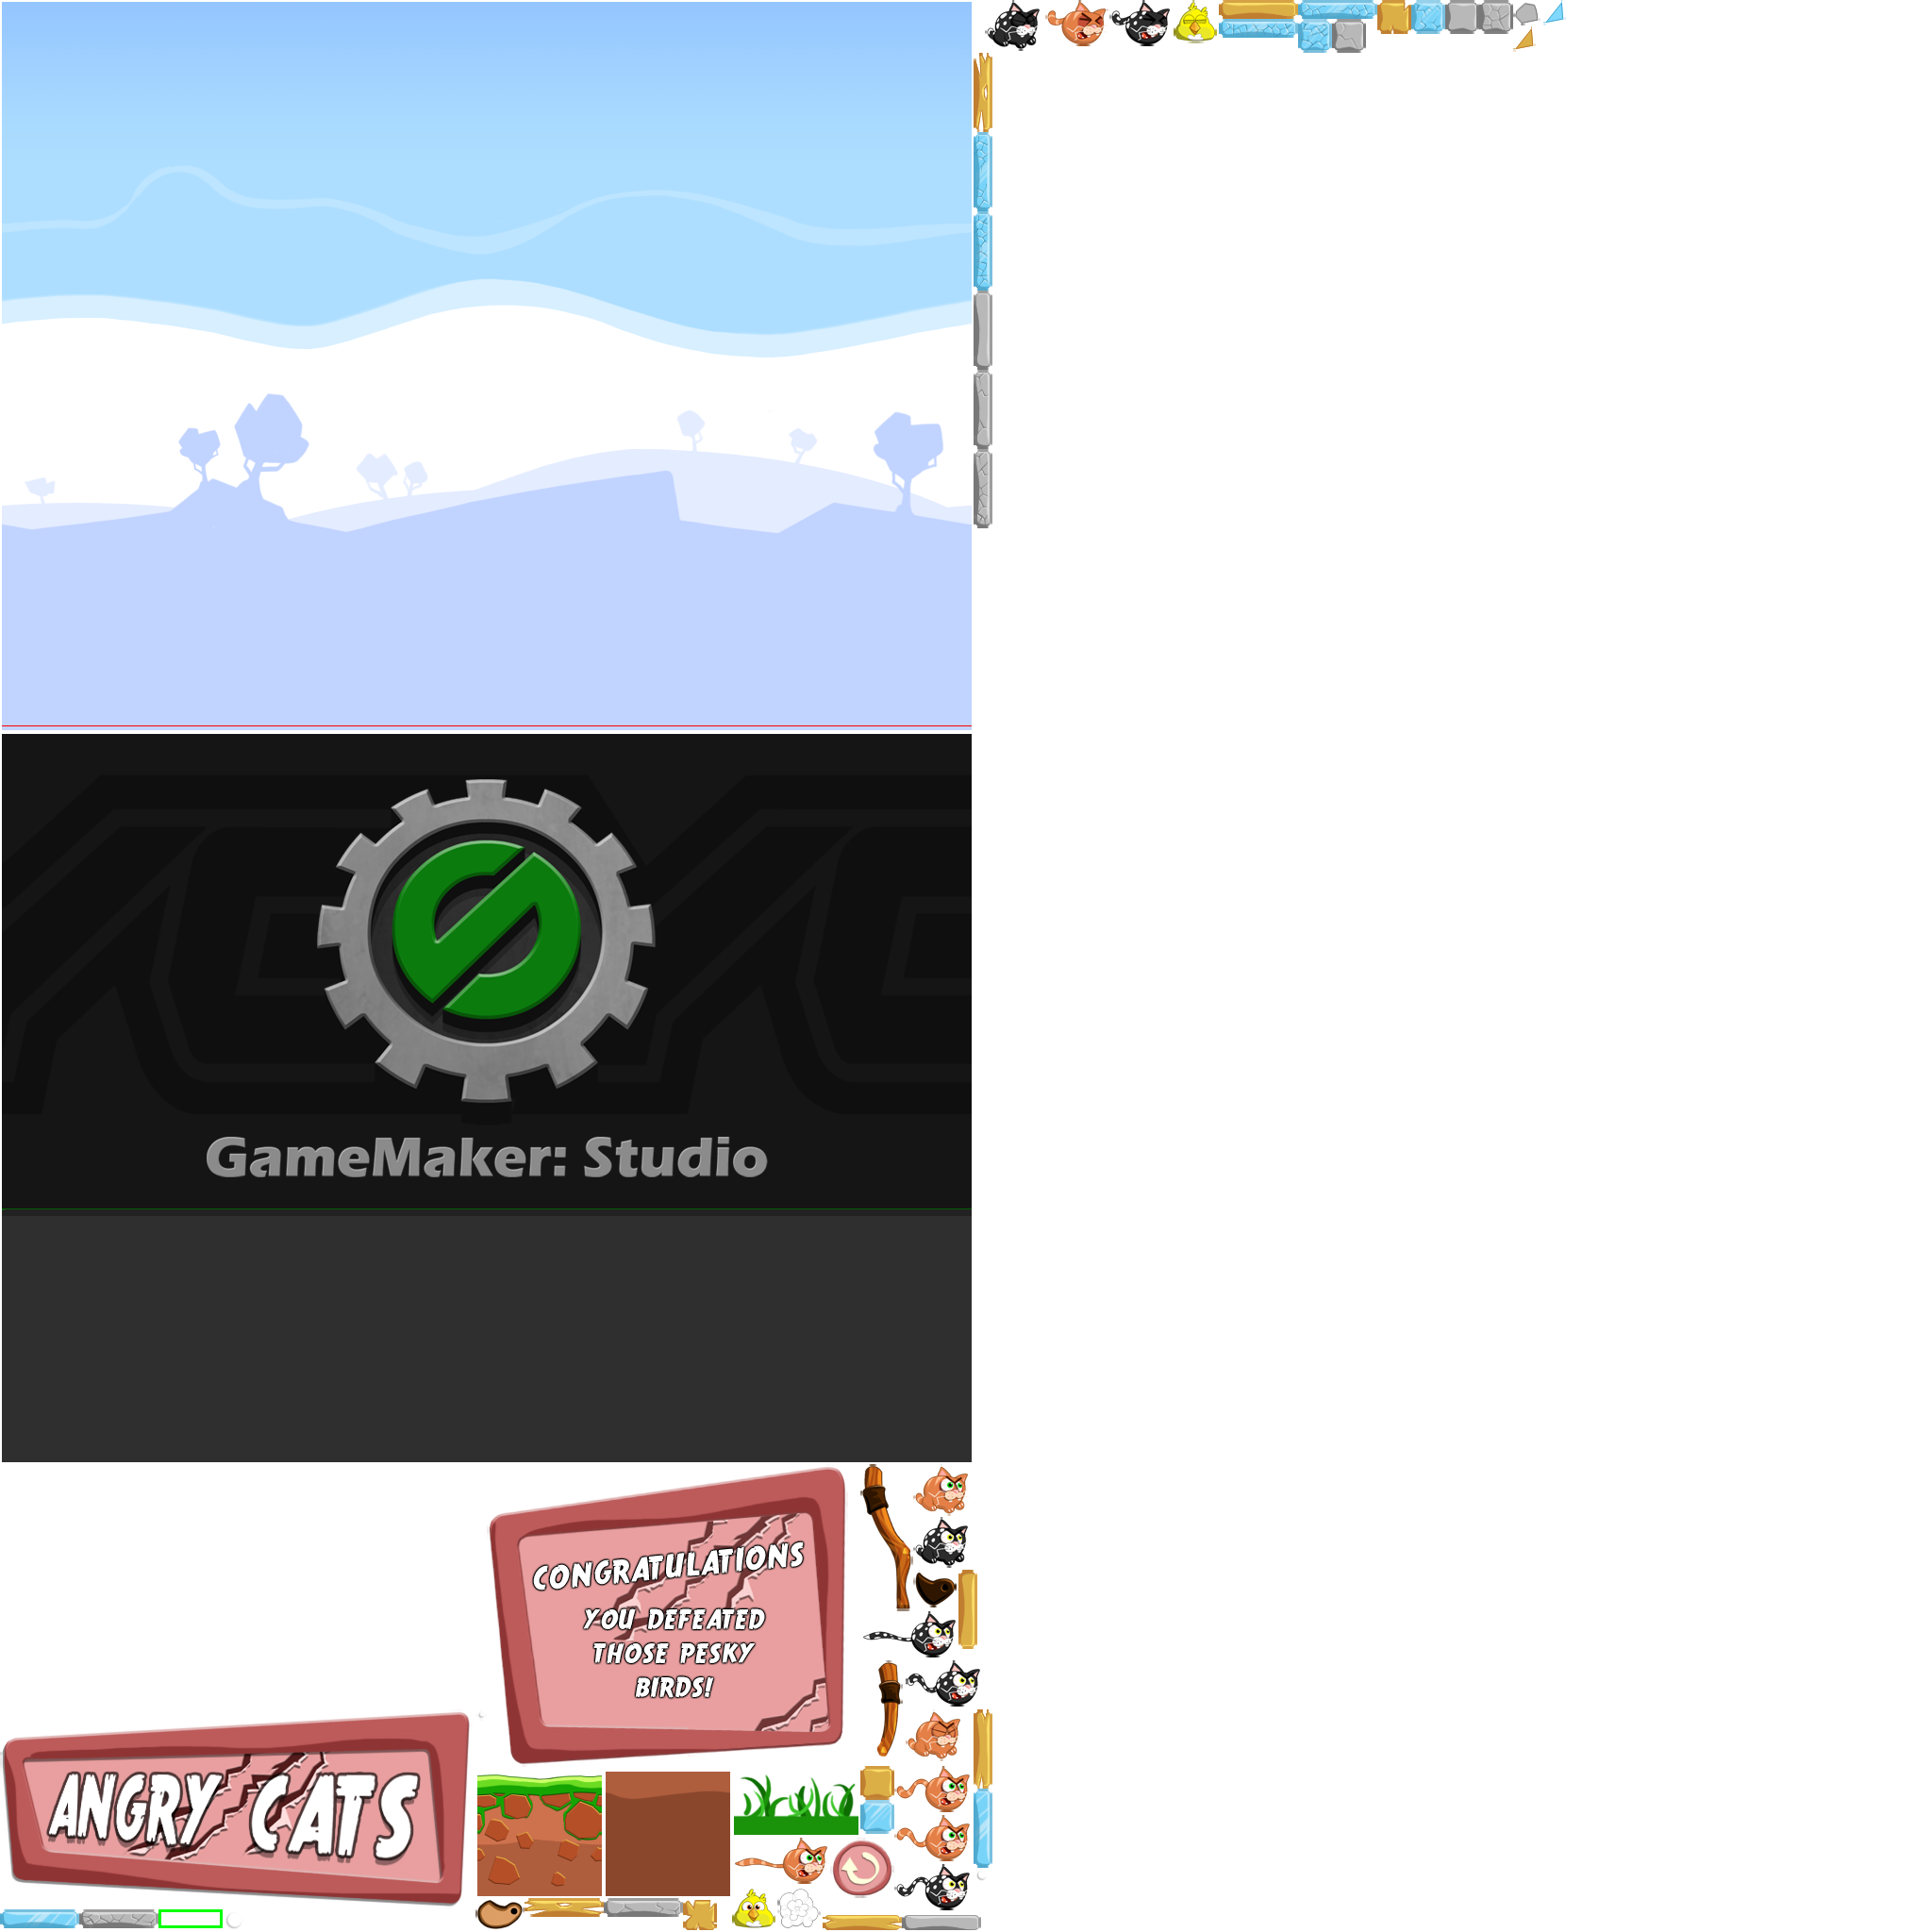 GameMaker: Studio
CONGRATULATIONS
YOU DEFEATED
THOSE PESKY
BIRDS!
ANGRY CATS